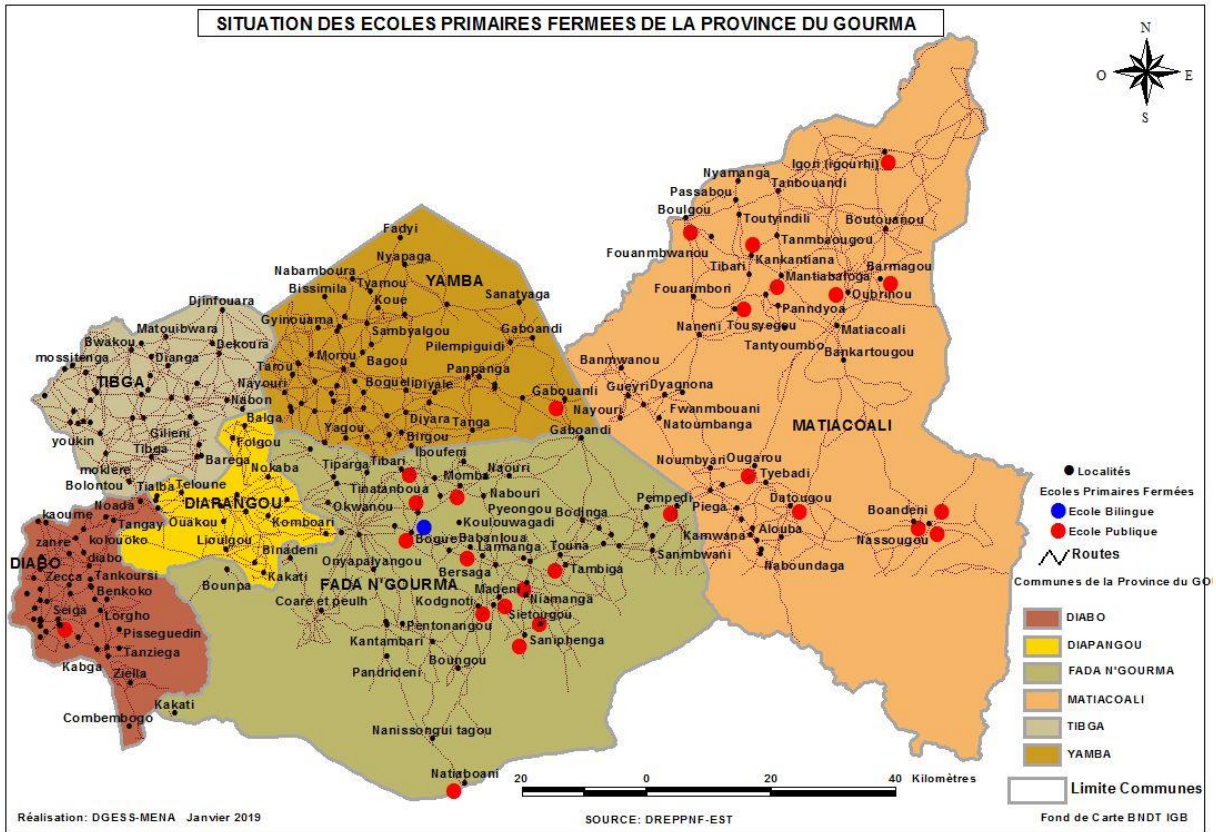 SITUATION DES ECOLES PRIMAIRES FERMEES DE LA PROVINCE DU GOURMA
N
O
E
S
Igori (igourhi)
Nyamanga
Tanbouandi
Passabou
Boulgou
Toutyindili
Boutouanou
Fouanmbwanou
Tanmbaougou
Kankantiana
Tibari
Mantiabafoga
Barmagou
Fouanmbori
Oubrinou
Panndyoa
Naneni
Tousyegou
Matiacoali
Tantyoumbo
Bankartougou
Banmwanou
Gueyri
Dyagnona
Nayouri
Fwanmbouani
Natoumbanga
MATIACOALI
Noumbyari
Ougarou
Tyebadi
Piega
Datougou
Kamwana
Alouba
Naboundaga
Boandeni
Nassougou
Fadyi
Nyapaga
Nabamboura
YAMBA
Bissimila
Tyamou
Koue
Sanatyaga
Gyinouama
Sambyalgou
Gaboandi
Pilempiguidi
Morou
Bagou
Tarou
Panpanga
Nayouri
Bogueli
Diyale
Gabouanli
Diyara
Tanga
Yagou
Birgou
Gaboandi
Djinfouara
Matouibwara
Bwakou
Dekoura
mossitenga
Dianga
TIBGA
Nabon
youkin
Gilieni
Tibga
Barega
moklere
Bolontou
Balga
Folgou
Nokaba
Tialba
Teloune
DIAPANGOU
Ouakou
Komboari
Lioulgou
Binadeni
Kakati
Noada
kaoume
Tangay
zanre
kolouoko
DIABO
diabo
Zecca
Tankoursi
Benkoko
Seiga
Lorgho
Pisseguedin
Tanziega
Kabga
Ziella
Combembogo
Kakati
Bounpa
Iboufeni
Tiparga
Tibari
Momba
Naouri
Tinatanboua
Nabouri
Okwanou
Pyeongou
Koulouwagadi
Bodinga
Pempedi
Bogue
Babanloua
Onyapalyangou
Larmanga
Touna
Sanmbwani
FADA N'GOURMA
Bersaga
Tambiga
Madeni
Coare et peulh
Kodgnoti
Niamanga
Sietougou
Pentonangou
Kantambari
Saniphenga
Boungou
Pandrideni
Nanissongui tagou
Natiaboani
Localités
Ecoles Primaires Fermées
Ecole Bilingue
Ecole Publique
Routes
Communes de la Province du GOU
DIABO
DIAPANGOU
FADA N'GOURMA
MATIACOALI
TIBGA
YAMBA
Limite Communes
20 0 20 40 Kilomètres
Réalisation: DGESS-MENA Janvier 2019
SOURCE: DREPPNF-EST
Fond de Carte BNDT IGB